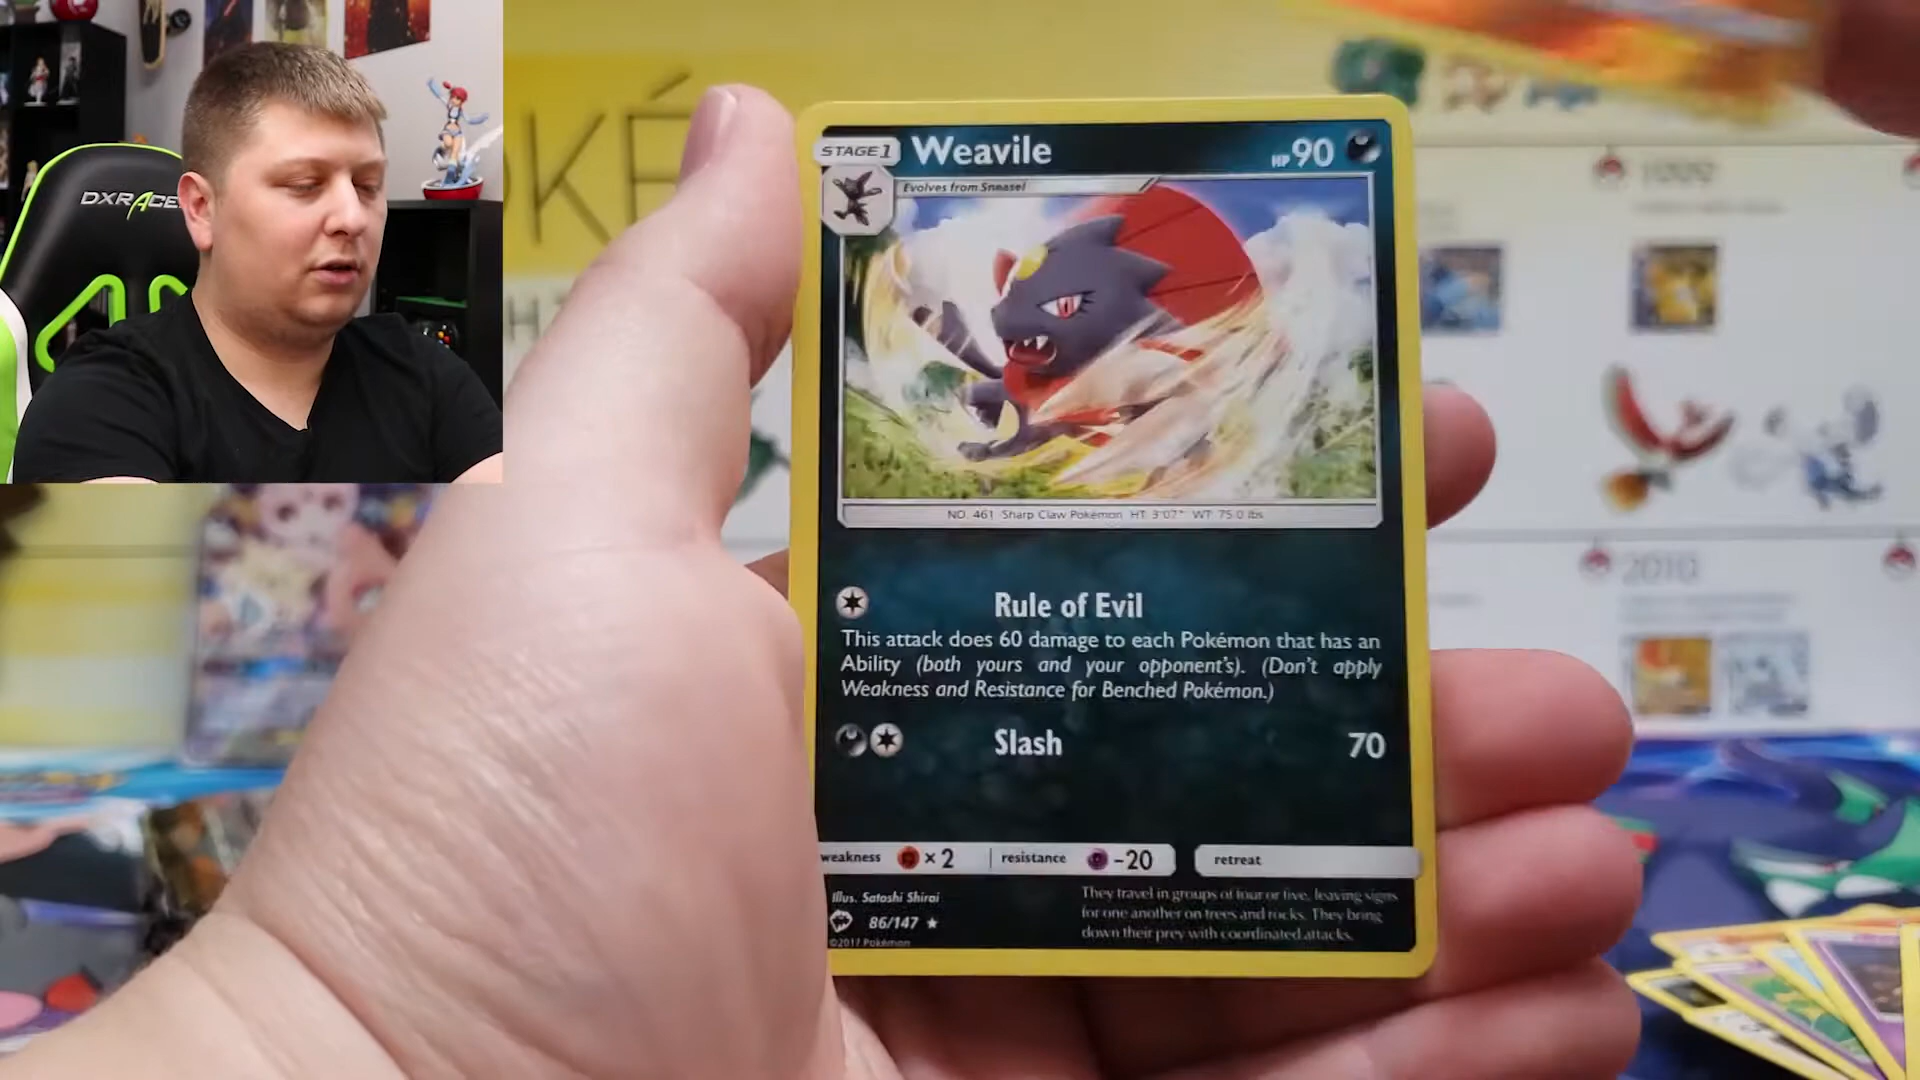 DXRACE
KÉ
STAGE 1 Weavile HP 90
Evolves from Sneasel
NO. 461 Sharp Claw Pokémon HT: 3'07" WT: 75.0 lbs
Rule of Evil
This attack does 60 damage to each Pokémon that has an
Ability (both yours and your opponent's). (Don't apply
Weakness and Resistance for Benched Pokémon.)
Slash 70
weakness × 2 resistance -20 retreat
Illus. Satoshi Shirai
86/147 ★
©2017 Pokémon
They travel in groups of four or five, leaving signs
for one another on trees and rocks. They bring
down their prey with coordinated attacks.
2010